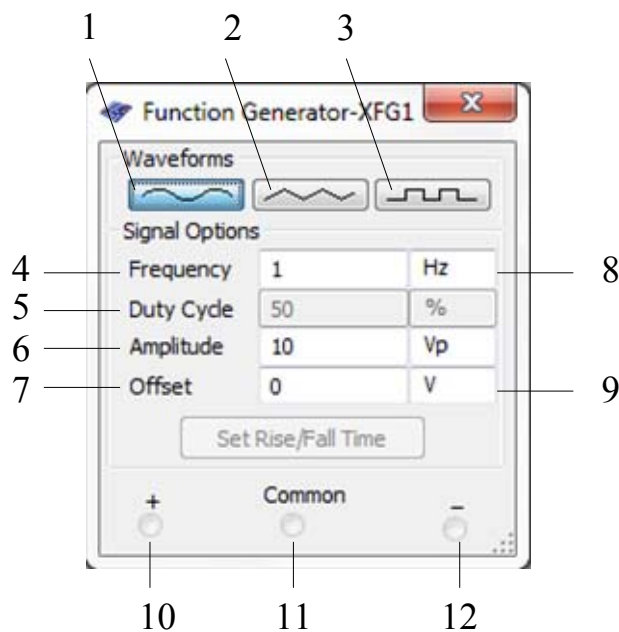 1 2 3
Function Generator-XFG1
Waveforms
Signal Options
4 Frequency 1 Hz 8
5 Duty Cycle 50 %
6 Amplitude 10 Vp
7 Offset 0 V 9
Set Rise/Fall Time
+ Common -
10 11 12